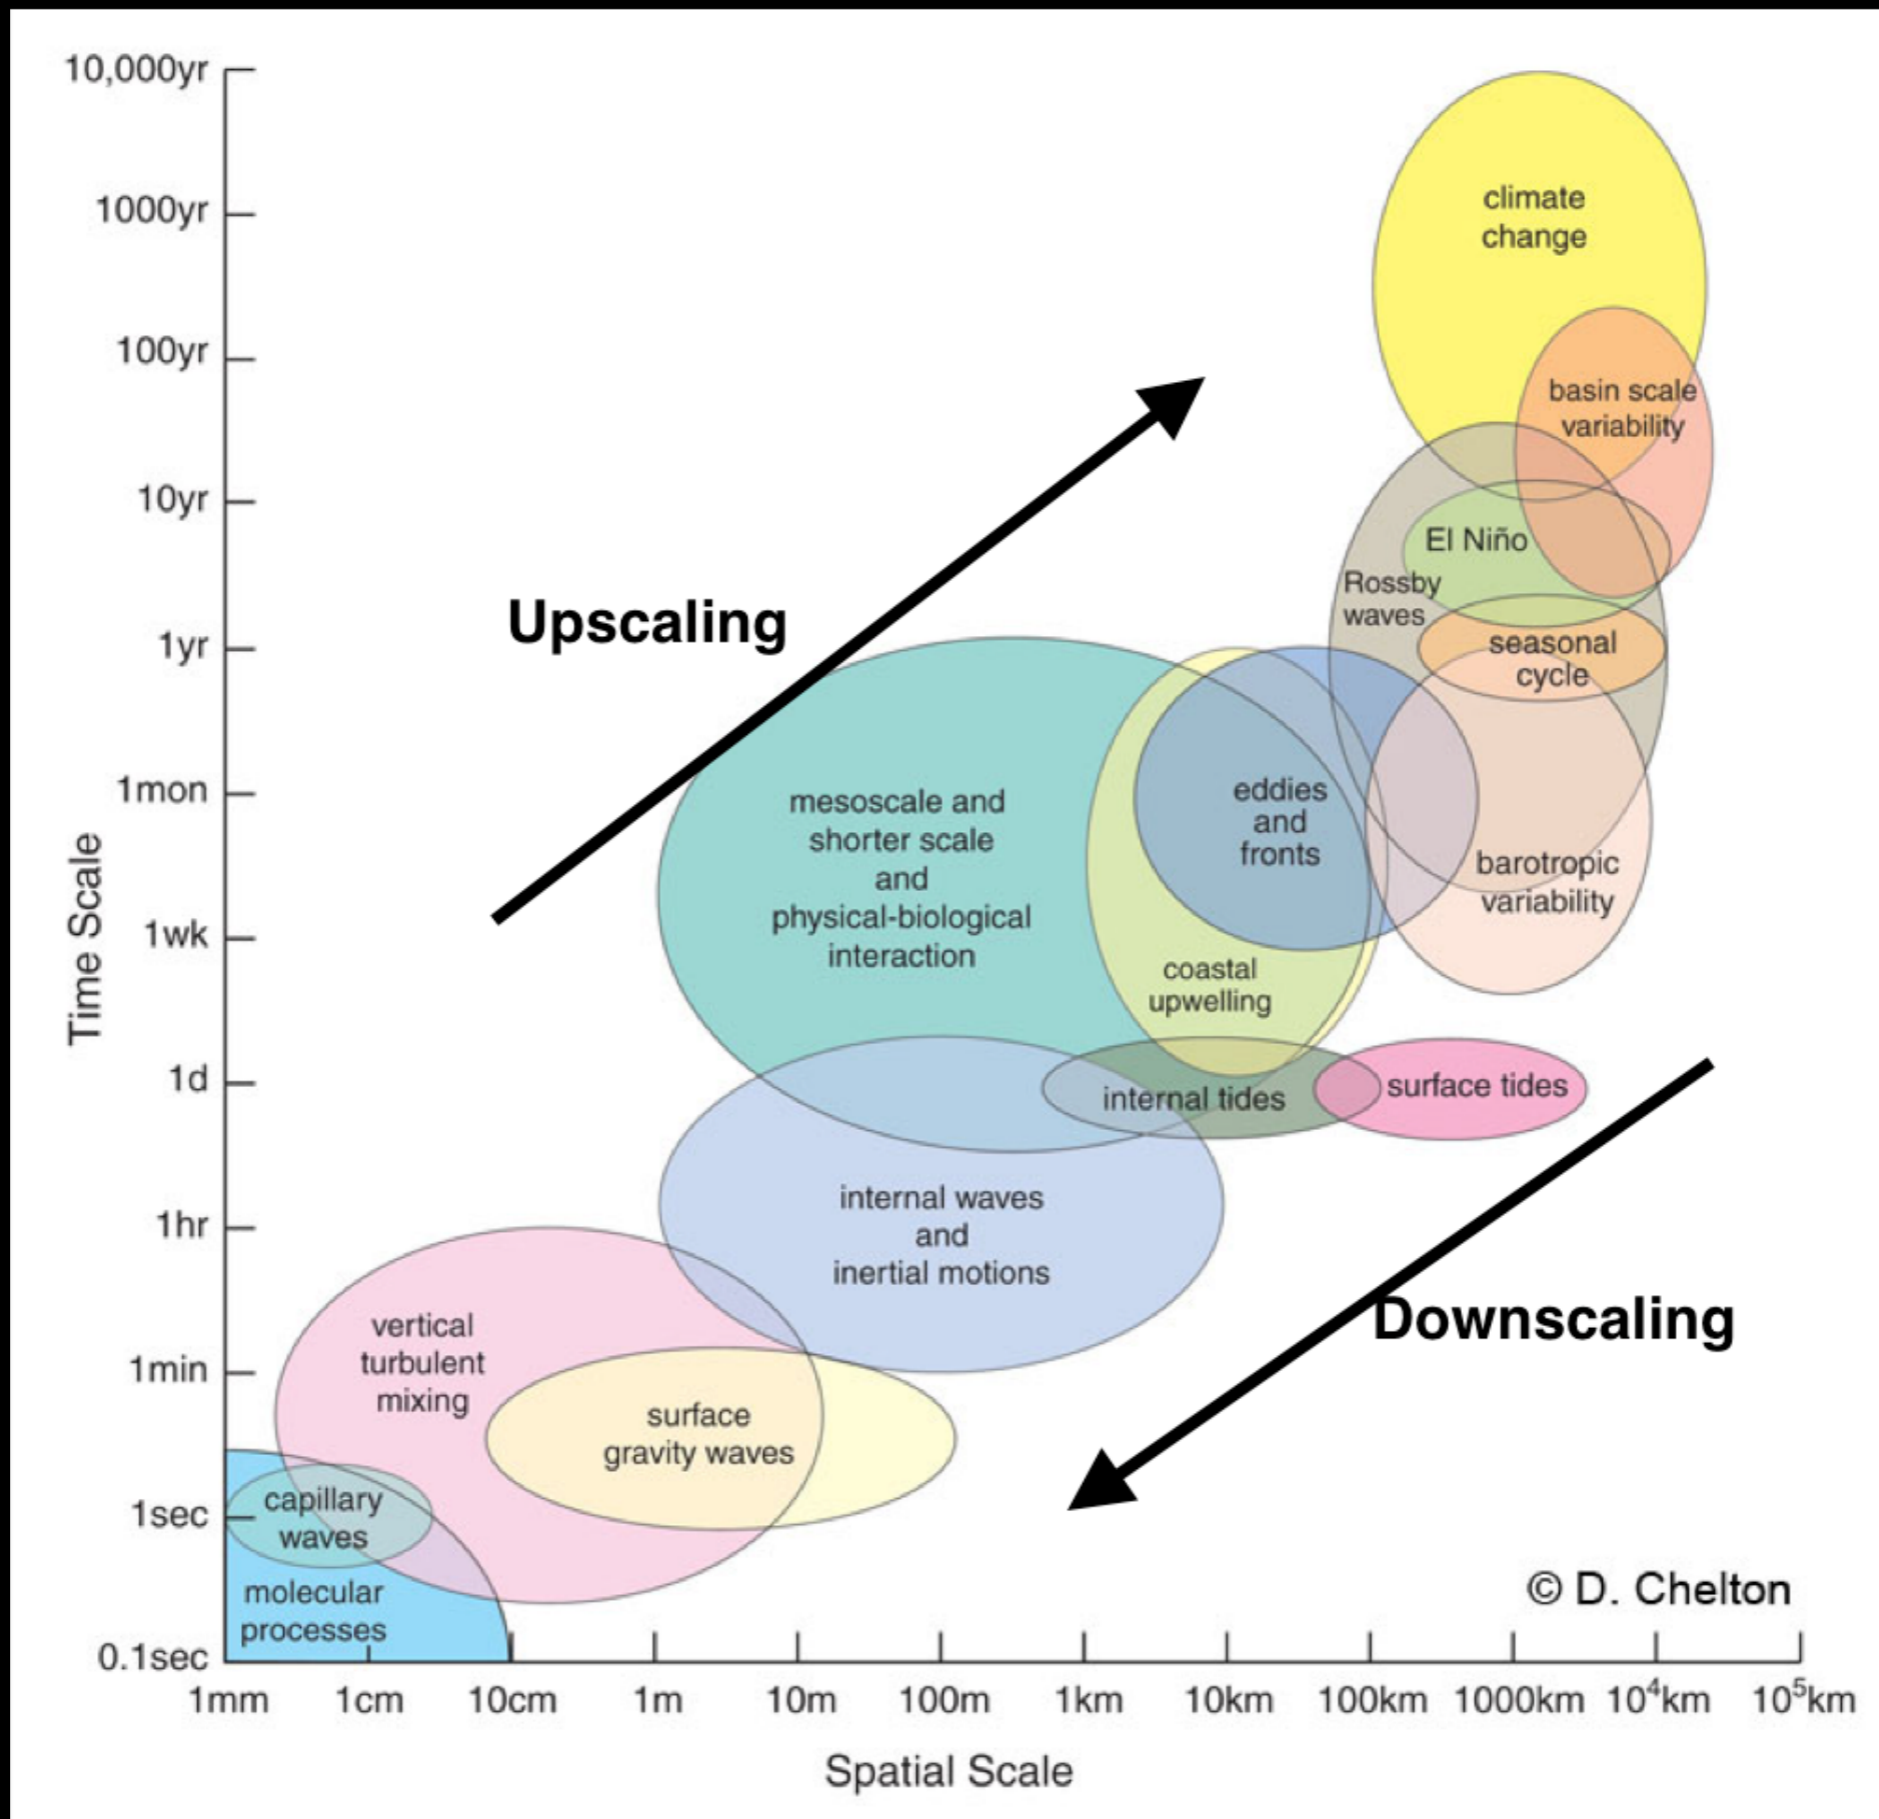 10,000yr
1000yr
100yr
10yr
1yr
1mon
1wk
1d
1hr
1min
1sec
0.1sec
Time Scale
climate
change
basin scale
variability
El Niño
Rossby
waves
seasonal
cycle
Upscaling
mesoscale and
shorter scale
and
physical-biological
interaction
eddies
and
fronts
barotropic
variability
coastal
upwelling
internal tides
surface tides
internal waves
and
inertial motions
Downscaling
vertical
turbulent
mixing
surface
gravity waves
capillary
waves
molecular
processes
© D. Chelton
1mm 1cm 10cm 1m 10m 100m 1km 10km 100km 1000km 10⁴km 10⁵km
Spatial Scale